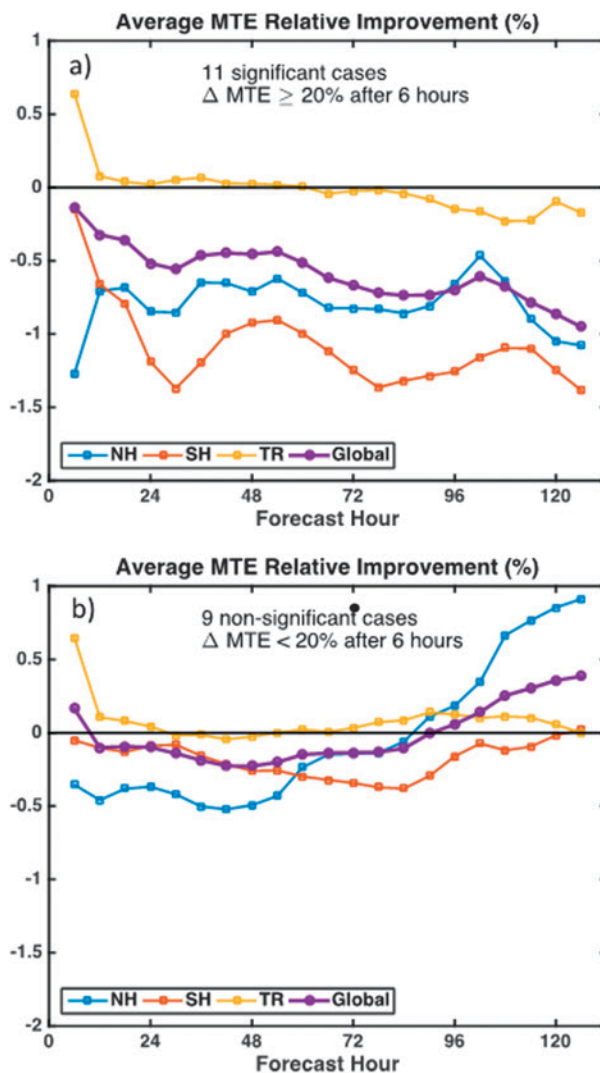 Average MTE Relative Improvement (%)
a)
11 significant cases
Δ MTE ≥ 20% after 6 hours
1
0.5
0
-0.5
-1
-1.5
-2
NH SH TR Global
0 24 48 72 96 120
Forecast Hour
Average MTE Relative Improvement (%)
b)
9 non-significant cases
Δ MTE < 20% after 6 hours
1
0.5
0
-0.5
-1
-1.5
-2
NH SH TR Global
0 24 48 72 96 120
Forecast Hour